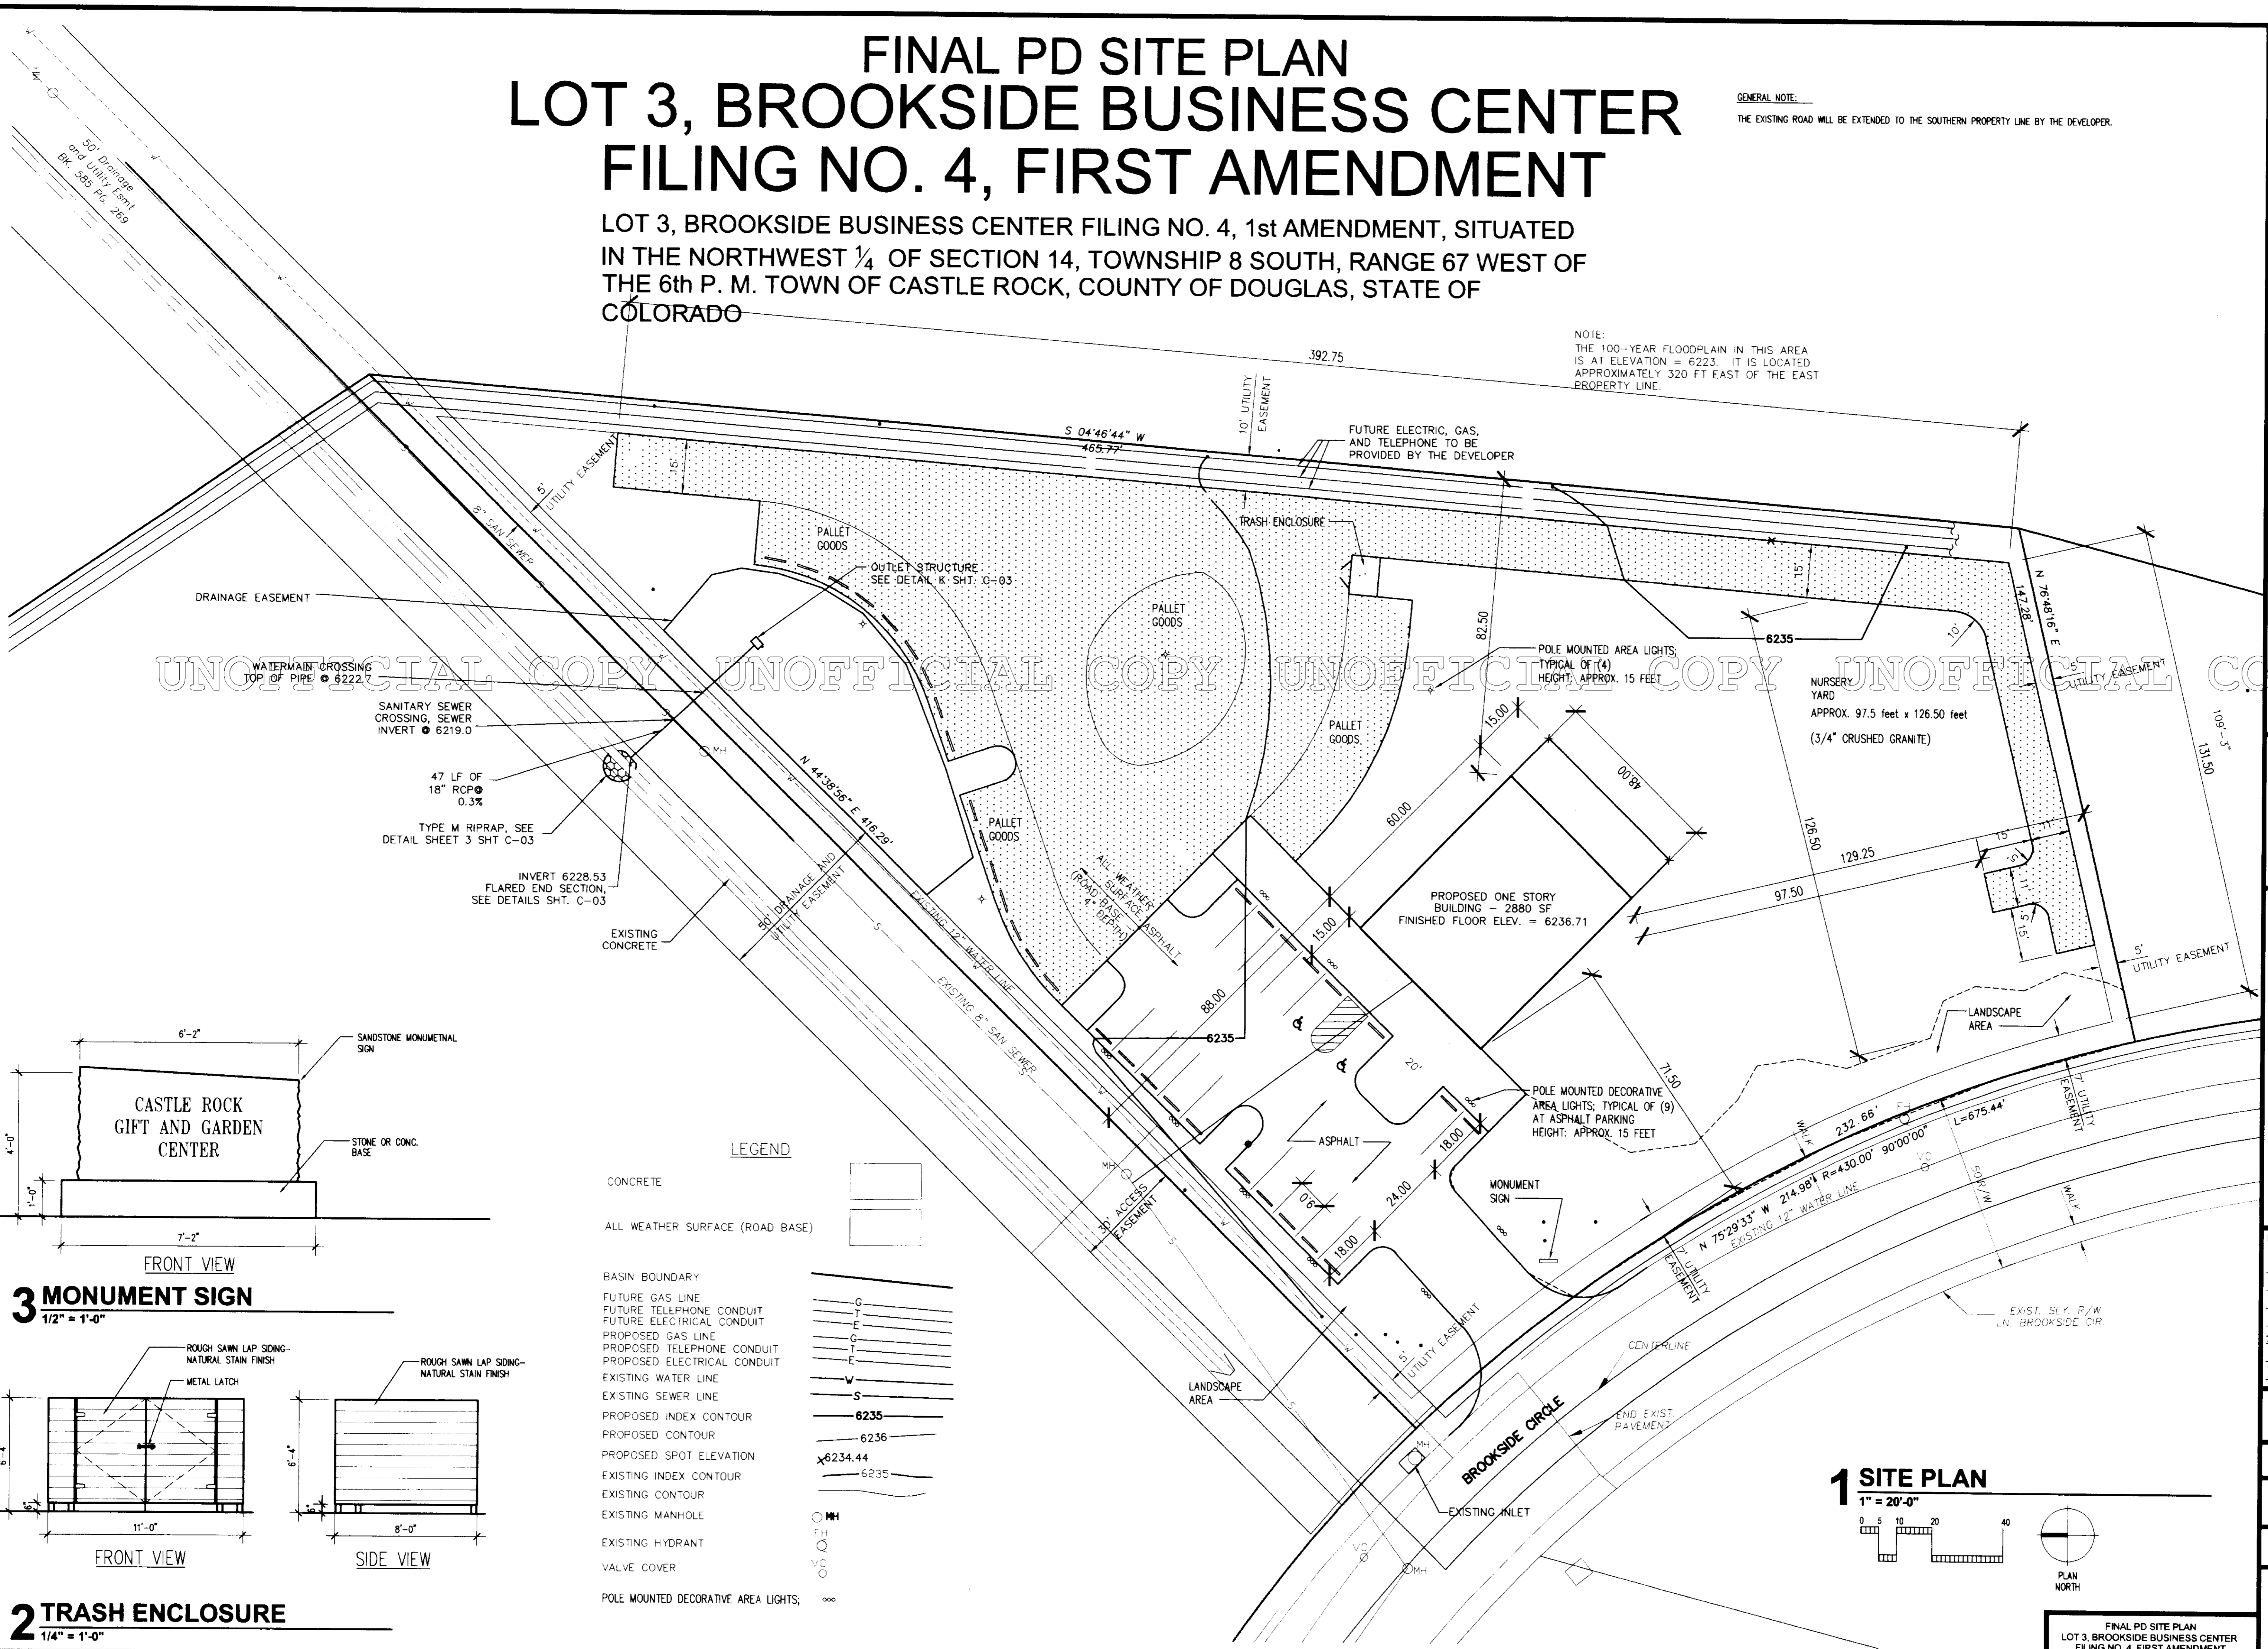 FINAL PD SITE PLAN
LOT 3, BROOKSIDE BUSINESS CENTER
FILING NO. 4, FIRST AMENDMENT
LOT 3, BROOKSIDE BUSINESS CENTER FILING NO. 4, 1st AMENDMENT, SITUATED
IN THE NORTHWEST 1/4 OF SECTION 14, TOWNSHIP 8 SOUTH, RANGE 67 WEST OF
THE 6th P. M. TOWN OF CASTLE ROCK, COUNTY OF DOUGLAS, STATE OF
COLORADO
GENERAL NOTE:
THE EXISTING ROAD WILL BE EXTENDED TO THE SOUTHERN PROPERTY LINE BY THE DEVELOPER.
NOTE:
THE 100-YEAR FLOODPLAIN IN THIS AREA
IS AT ELEVATION = 6223. IT IS LOCATED
APPROXIMATELY 320 FT EAST OF THE EAST
PROPERTY LINE.
W
MH
50' Drainage
and Utility Esmt
BK. 585 PG. 269
392.75
10' UTILITY
EASEMENT
S 04°46'44" W
465.77'
FUTURE ELECTRIC, GAS,
AND TELEPHONE TO BE
PROVIDED BY THE DEVELOPER
5'
UTILITY EASEMENT
15'
8" SAN SEWER
PALLET
GOODS
TRASH ENCLOSURE
OUTLET STRUCTURE
SEE DETAIL K SHT. C-03
DRAINAGE EASEMENT
PALLET
GOODS
82.50
15'
6235
10'
147.28'
N 76°48'16" E
5'
UTILITY EASEMENT
109'-3"
131.50
UNOFFICIAL COPY UNOFFICIAL COPY UNOFFICIAL COPY UNOFFICIAL CO
WATERMAIN CROSSING
TOP OF PIPE @ 6222.7
SANITARY SEWER
CROSSING, SEWER
INVERT @ 6219.0
MH
47 LF OF
18" RCP@
0.3%
TYPE M RIPRAP, SEE
DETAIL SHEET 3 SHT C-03
INVERT 6228.53
FLARED END SECTION,
SEE DETAILS SHT. C-03
EXISTING
CONCRETE
N 44°38'56" E 416.29'
50' DRAINAGE AND
UTILITY EASEMENT
EXISTING 12" WATER LINE
EXISTING 8" SAN SEWER
POLE MOUNTED AREA LIGHTS;
TYPICAL OF (4)
HEIGHT: APPROX. 15 FEET
NURSERY
YARD
APPROX. 97.5 feet x 126.50 feet
(3/4" CRUSHED GRANITE)
PALLET
GOODS
PALLET
GOODS
15.00
48.00
60.00
126.50
129.25
97.50
15'
11'
5'
11'
5'
15'
ALL WEATHER
SURFACE
(ROAD BASE
4" DEPTH)
ASPHALT
PROPOSED ONE STORY
BUILDING - 2880 SF
FINISHED FLOOR ELEV. = 6236.71
15.00
88.00
6235
20'
71.50
5'
UTILITY EASEMENT
LANDSCAPE
AREA
POLE MOUNTED DECORATIVE
AREA LIGHTS; TYPICAL OF (9)
AT ASPHALT PARKING
HEIGHT: APPROX. 15 FEET
ASPHALT
18.00
24.00
9.0
18.00
MONUMENT
SIGN
MH
30' ACCESS
EASEMENT
WALK
232.66'
FH
L=675.44'
7' UTILITY
EASEMENT
N 75°29'33" W 214.98' R=430.00' 90°00'00"
EXISTING 12" WATER LINE
VC
50' R/W
WALK
7' UTILITY
EASEMENT
EXIST. SLY. R/W
LN. BROOKSIDE CIR.
CENTERLINE
5'
UTILITY EASEMENT
LANDSCAPE
AREA
BROOKSIDE CIRCLE
END EXIST.
PAVEMENT
MH
EXISTING INLET
VC
MH
6'-2"
SANDSTONE MONUMETNAL
SIGN
CASTLE ROCK
GIFT AND GARDEN
CENTER
4'-0"
1'-0"
STONE OR CONC.
BASE
7'-2"
FRONT VIEW
3 MONUMENT SIGN
1/2" = 1'-0"
ROUGH SAWN LAP SIDING-
NATURAL STAIN FINISH
METAL LATCH
ROUGH SAWN LAP SIDING-
NATURAL STAIN FINISH
6'-4"
6"
11'-0"
6'-4"
6"
8'-0"
FRONT VIEW
SIDE VIEW
2 TRASH ENCLOSURE
1/4" = 1'-0"
LEGEND
CONCRETE
ALL WEATHER SURFACE (ROAD BASE)
BASIN BOUNDARY
FUTURE GAS LINE G
FUTURE TELEPHONE CONDUIT T
FUTURE ELECTRICAL CONDUIT E
PROPOSED GAS LINE G
PROPOSED TELEPHONE CONDUIT T
PROPOSED ELECTRICAL CONDUIT E
EXISTING WATER LINE W
EXISTING SEWER LINE S
PROPOSED INDEX CONTOUR 6235
PROPOSED CONTOUR 6236
PROPOSED SPOT ELEVATION x6234.44
EXISTING INDEX CONTOUR 6235
EXISTING CONTOUR
EXISTING MANHOLE MH
EXISTING HYDRANT FH
VALVE COVER VC
POLE MOUNTED DECORATIVE AREA LIGHTS;
1 SITE PLAN
1" = 20'-0"
0 5 10 20 40
PLAN
NORTH
FINAL PD SITE PLAN
LOT 3, BROOKSIDE BUSINESS CENTER
FILING NO. 4, FIRST AMENDMENT